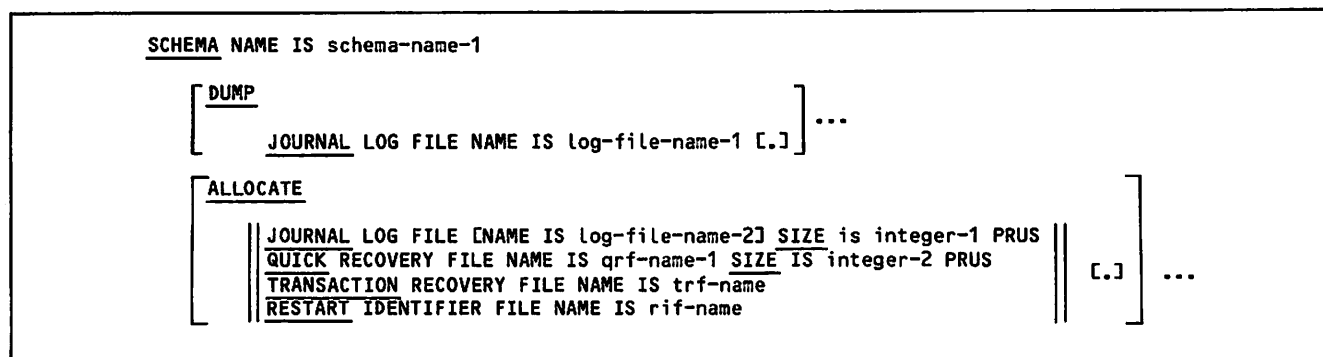 SCHEMA NAME IS schema-name-1
DUMP
...
JOURNAL LOG FILE NAME IS log-file-name-1 [.]
ALLOCATE
JOURNAL LOG FILE [NAME IS log-file-name-2] SIZE is integer-1 PRUS
QUICK RECOVERY FILE NAME IS qrf-name-1 SIZE IS integer-2 PRUS
[.] ...
TRANSACTION RECOVERY FILE NAME IS trf-name
RESTART IDENTIFIER FILE NAME IS rif-name